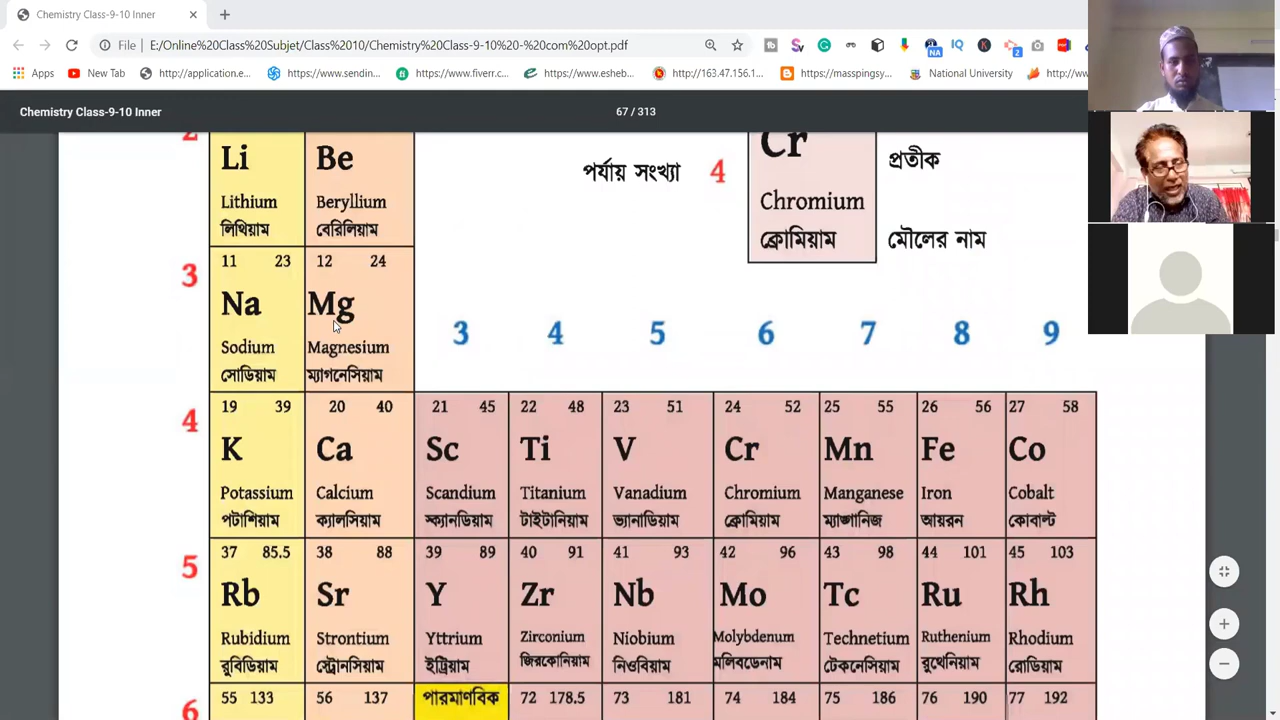 Chemistry Class-9-10 Inner
File E:/Online%20Class%20Subjet/Class%20Ten/Chemistry%20Class-9-10%20-%20com%20opt.pdf
Apps New Tab http://application.e... https://www.sendin... https://www.fiverr.c... https://www.esheb... http://163.47.156.1... https://maspingsy... National University http://ww
Chemistry Class-9-10 Inner 67 / 313
2
Li Be
Lithium Beryllium
লিথিয়াম বেরিলিয়াম
পর্যায় সংখ্যা 4
Cr প্রতীক
Chromium
ক্রোমিয়াম মৌলের নাম
3
11 23 12 24
Na Mg
Sodium Magnesium
সোডিয়াম ম্যাগনেসিয়াম
3 4 5 6 7 8 9
4
19 39 20 40 21 45 22 48 23 51 24 52 25 55 26 56 27 58
K Ca Sc Ti V Cr Mn Fe Co
Potassium Calcium Scandium Titanium Vanadium Chromium Manganese Iron Cobalt
পটাশিয়াম ক্যালসিয়াম স্ক্যানডিয়াম টাইটানিয়াম ভ্যানাডিয়াম ক্রোমিয়াম ম্যাঙ্গানিজ আয়রন কোবাল্ট
5
37 85.5 38 88 39 89 40 91 41 93 42 96 43 98 44 101 45 103
Rb Sr Y Zr Nb Mo Tc Ru Rh
Rubidium Strontium Yttrium Zirconium Niobium Molybdenum Technetium Ruthenium Rhodium
রুবিডিয়াম স্ট্রোনসিয়াম ইট্রিয়াম জিরকোনিয়াম নিওবিয়াম মলিবডেনাম টেকনেসিয়াম রুথেনিয়াম রোডিয়াম
6
55 133 56 137 পারমাণবিক 72 178.5 73 181 74 184 75 186 76 190 77 192